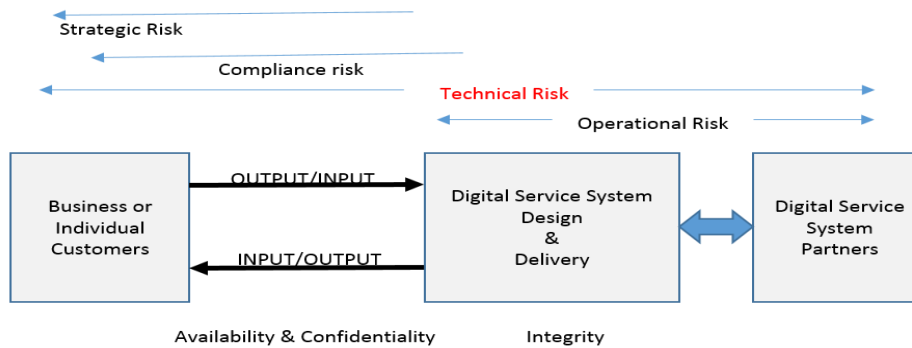 Strategic Risk
Compliance risk
Technical Risk
Operational Risk
OUTPUT/INPUT
Business or
Individual
Customers
INPUT/OUTPUT
Digital Service System
Design
&
Delivery
Digital Service
System
Partners
Availability & Confidentiality
Integrity